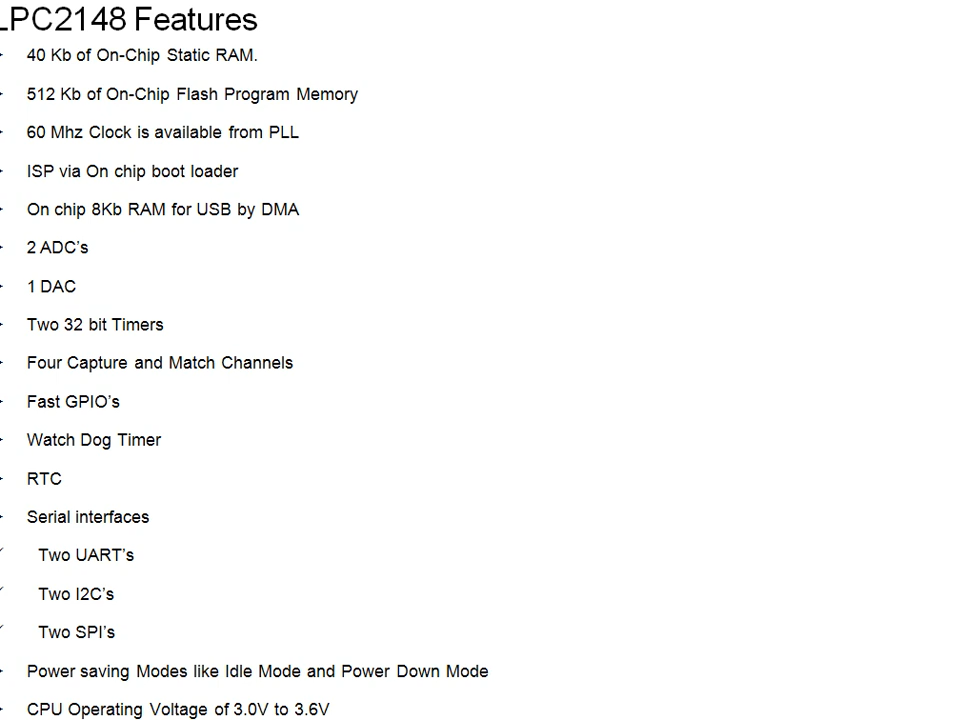 LPC2148 Features
40 Kb of On-Chip Static RAM.
512 Kb of On-Chip Flash Program Memory
60 Mhz Clock is available from PLL
ISP via On chip boot loader
On chip 8Kb RAM for USB by DMA
2 ADC's
1 DAC
Two 32 bit Timers
Four Capture and Match Channels
Fast GPIO's
Watch Dog Timer
RTC
Serial interfaces
Two UART's
Two I2C's
Two SPI's
Power saving Modes like Idle Mode and Power Down Mode
CPU Operating Voltage of 3.0V to 3.6V